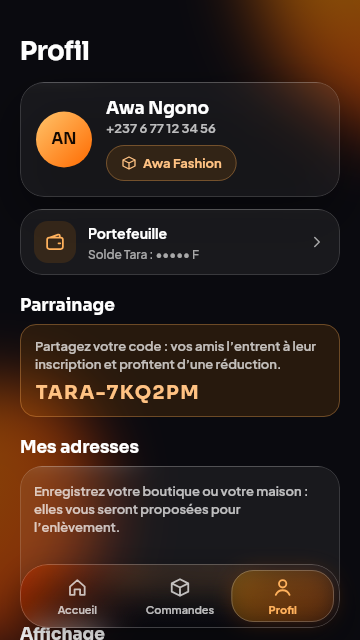 Profil
AN
Awa Ngono
+237 6 77 12 34 56
Awa Fashion
Portefeuille
Solde Tara : ••••• F
Parrainage
Partagez votre code : vos amis l'entrent à leur
inscription et profitent d'une réduction.
TARA-7KQ2PM
Mes adresses
Enregistrez votre boutique ou votre maison :
elles vous seront proposées pour
l'enlèvement.
Accueil
Commandes
Profil
Affichage